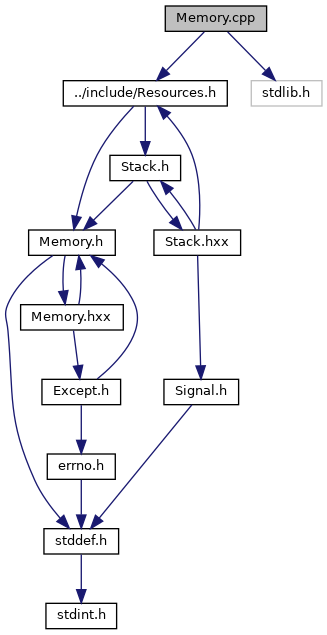 Memory.cpp
../include/Resources.h
stdlib.h
Stack.h
Memory.h
Stack.hxx
Memory.hxx
Except.h
Signal.h
errno.h
stddef.h
stdint.h